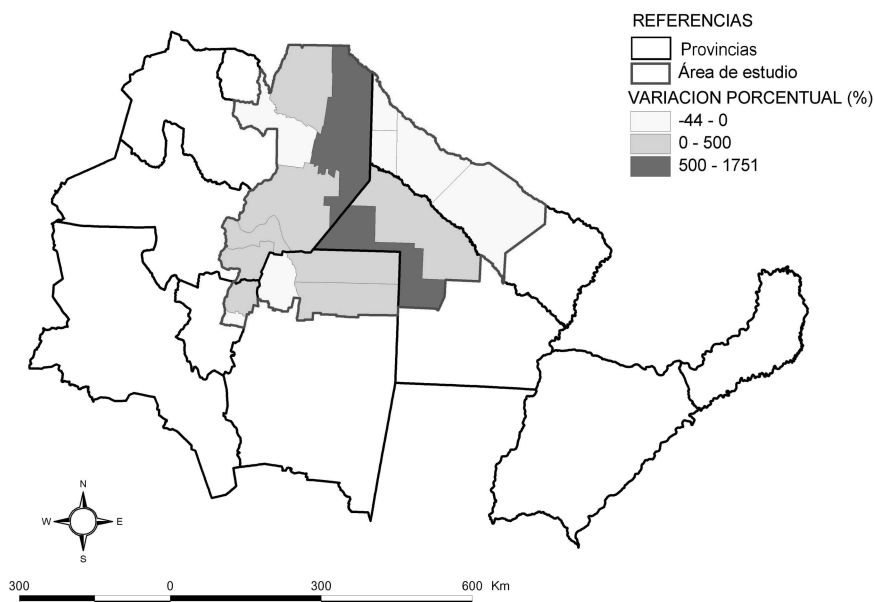 REFERENCIAS
Provincias
Área de estudio
VARIACION PORCENTUAL (%)
-44 - 0
0 - 500
500 - 1751
N
W E
S
300 0 300 600 Km